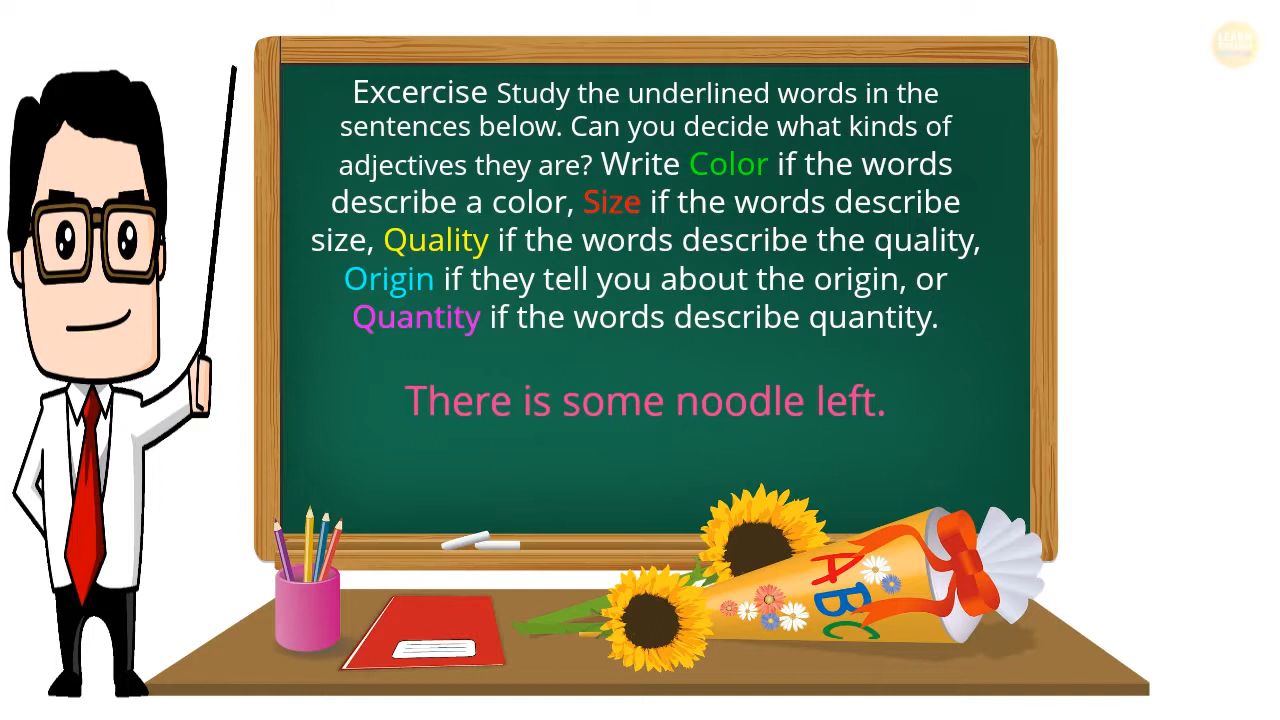 Excercise Study the underlined words in the
sentences below. Can you decide what kinds of
adjectives they are? Write Color if the words
describe a color, Size if the words describe
size, Quality if the words describe the quality,
Origin if they tell you about the origin, or
Quantity if the words describe quantity.
There is some noodle left.
A
B
C
LEARN
ENGLISH